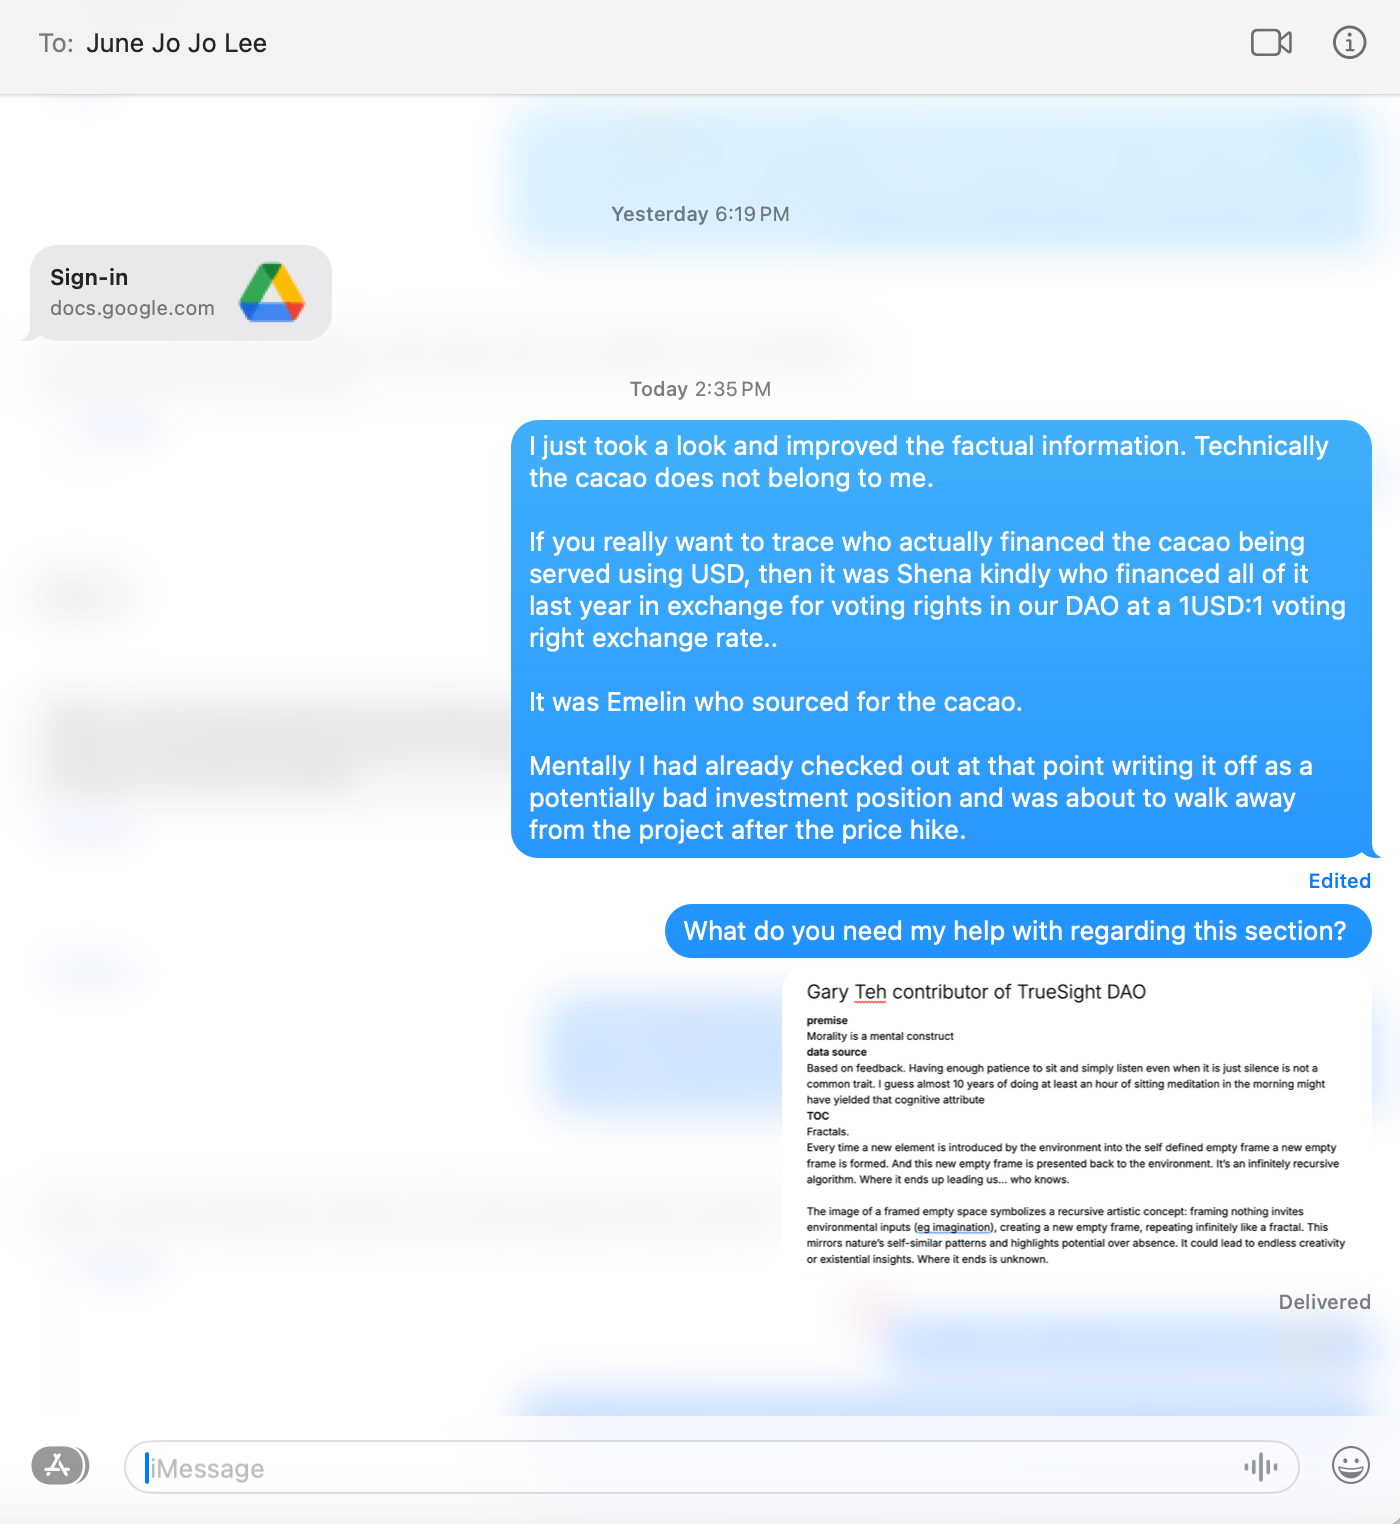 To: June Jo Jo Lee
Yesterday 6:19 PM
Sign-in
docs.google.com
Today 2:35 PM
I just took a look and improved the factual information. Technically
the cacao does not belong to me.
If you really want to trace who actually financed the cacao being
served using USD, then it was Shena kindly who financed all of it
last year in exchange for voting rights in our DAO at a 1USD:1 voting
right exchange rate..
It was Emelin who sourced for the cacao.
Mentally I had already checked out at that point writing it off as a
potentially bad investment position and was about to walk away
from the project after the price hike.
Edited
What do you need my help with regarding this section?
Gary Teh contributor of TrueSight DAO
premise
Morality is a mental construct
data source
Based on feedback. Having enough patience to sit and simply listen even when it is just silence is not a
common trait. I guess almost 10 years of doing at least an hour of sitting meditation in the morning might
have yielded that cognitive attribute
TOC
Fractals.
Every time a new element is introduced by the environment into the self defined empty frame a new empty
frame is formed. And this new empty frame is presented back to the environment. It's an infinitely recursive
algorithm. Where it ends up leading us... who knows.
The image of a framed empty space symbolizes a recursive artistic concept: framing nothing invites
environmental inputs (eg imagination), creating a new empty frame, repeating infinitely like a fractal. This
mirrors nature's self-similar patterns and highlights potential over absence. It could lead to endless creativity
or existential insights. Where it ends is unknown.
Delivered
iMessage